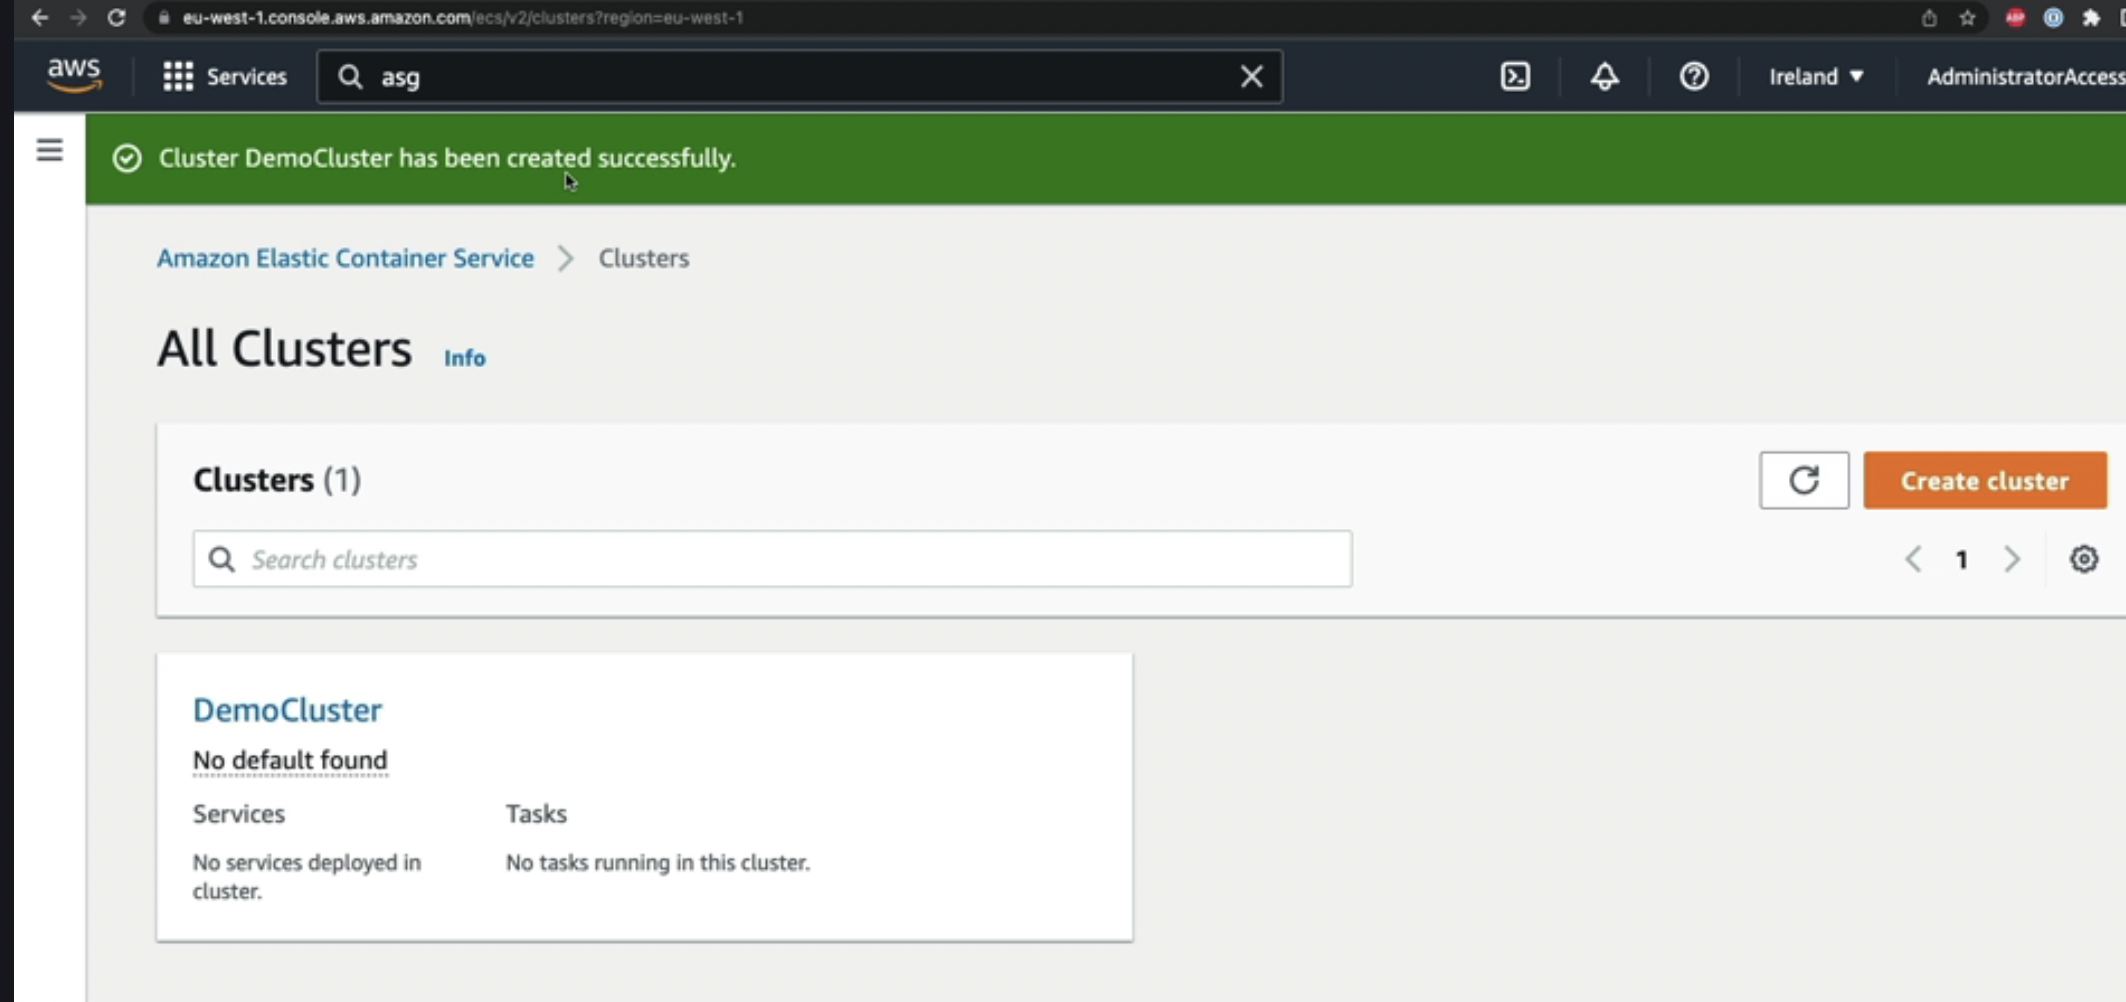 eu-west-1.console.aws.amazon.com/ecs/v2/clusters?region=eu-west-1
ABP
aws
Services
asg
Ireland
AdministratorAccess
Cluster DemoCluster has been created successfully.
Amazon Elastic Container Service
Clusters
All Clusters
Info
Clusters (1)
Create cluster
Search clusters
1
DemoCluster
No default found
Services
Tasks
No services deployed in
cluster.
No tasks running in this cluster.